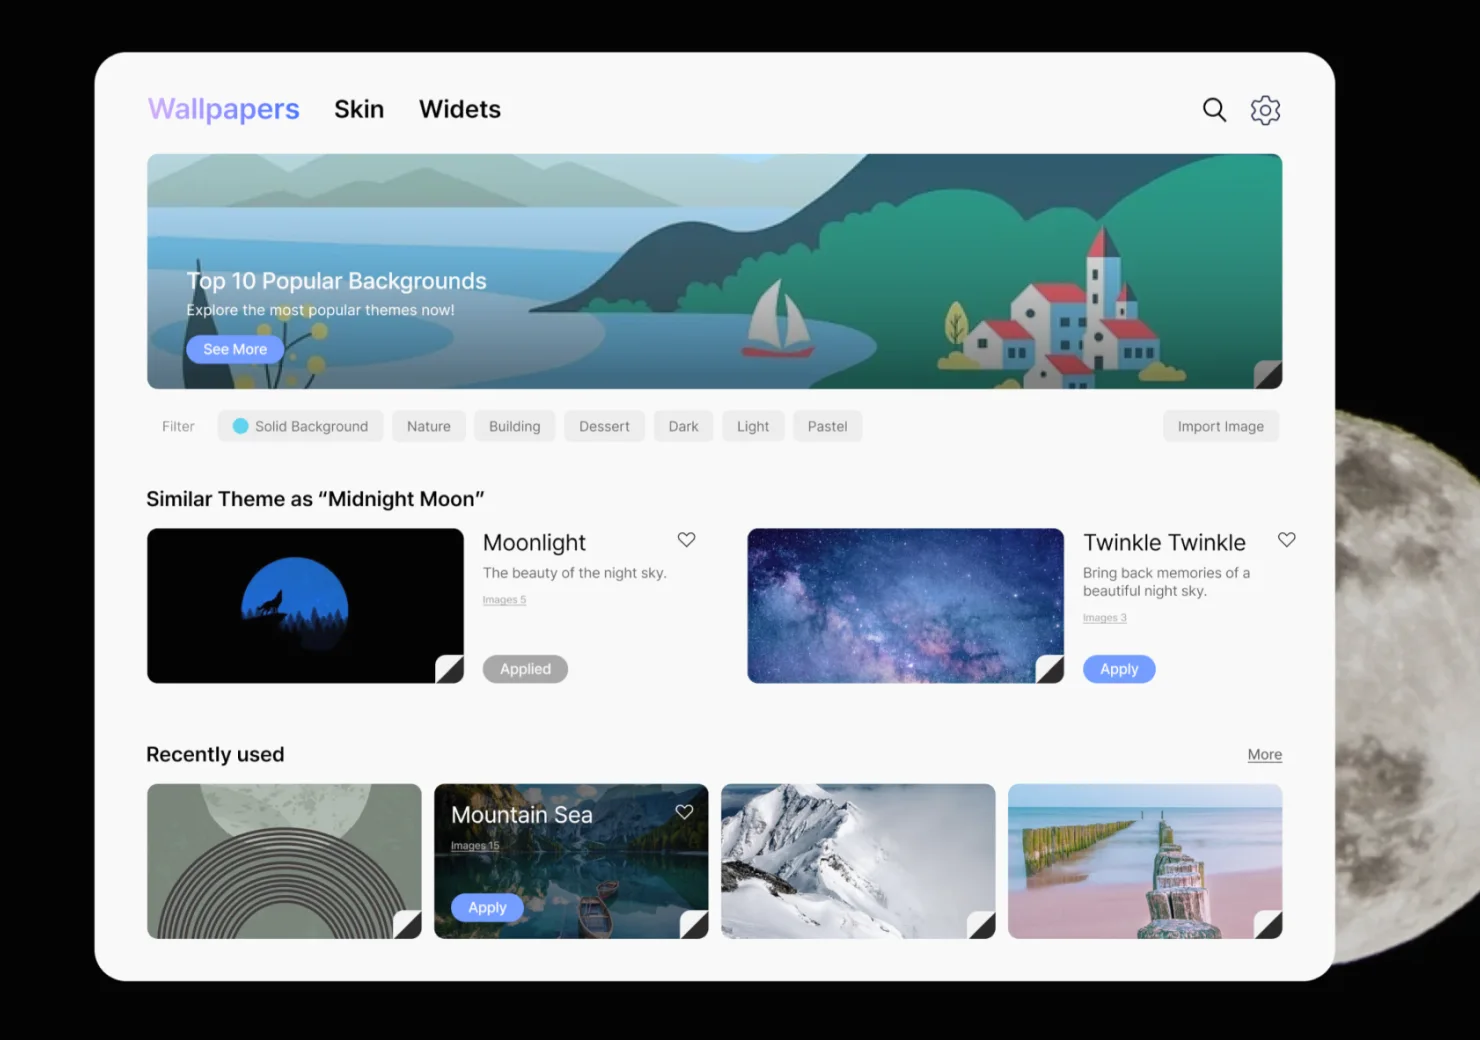 Wallpapers Skin Widets
Top 10 Popular Backgrounds
Explore the most popular themes now!
See More
Filter Solid Background Nature Building Dessert Dark Light Pastel Import Image
Similar Theme as “Midnight Moon”
Moonlight
The beauty of the night sky.
Images 5
Applied
Twinkle Twinkle
Bring back memories of a
beautiful night sky.
Images 3
Apply
Recently used More
Mountain Sea
Images 15
Apply